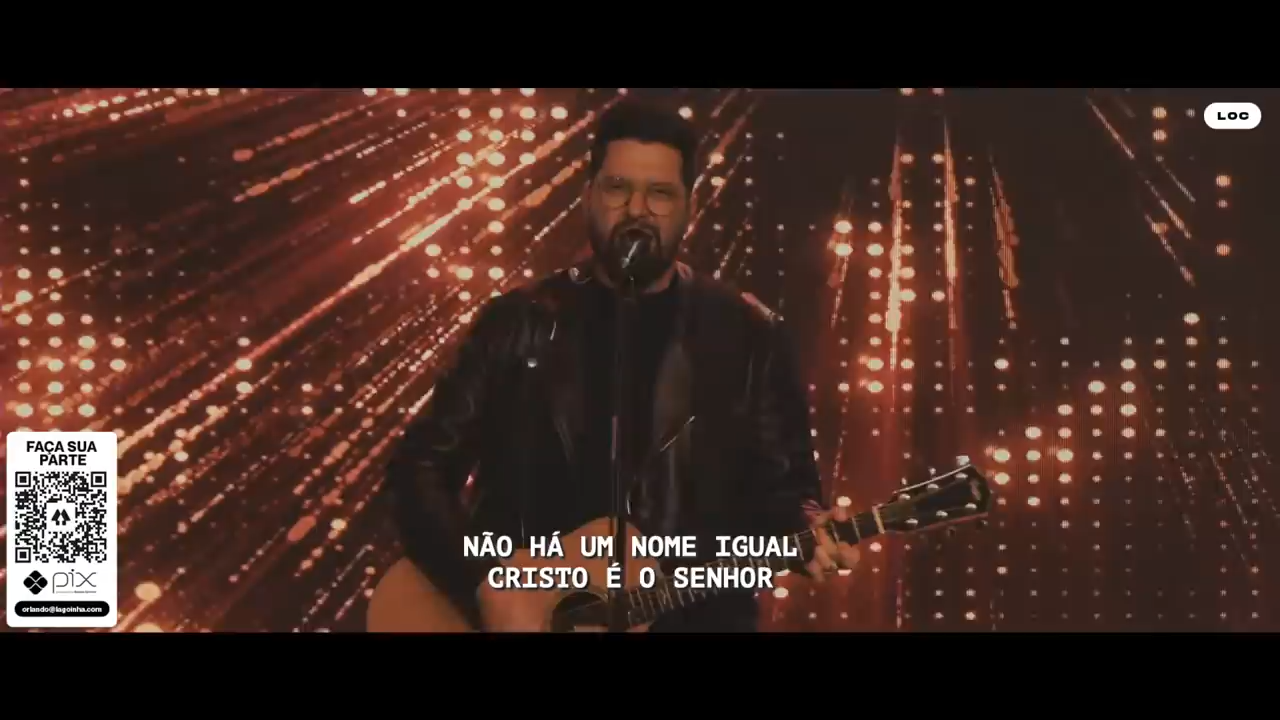 LOC
FAÇA SUA
PARTE
pix
orlando@lagoinha.com
NÃO HÁ UM NOME IGUAL
CRISTO É O SENHOR